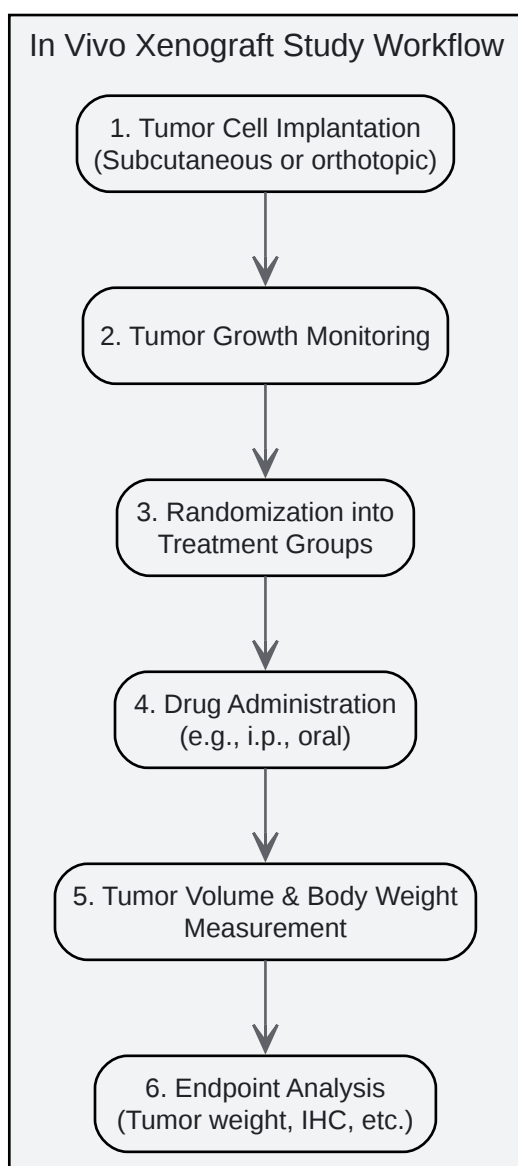 In Vivo Xenograft Study Workflow
1. Tumor Cell Implantation
(Subcutaneous or orthotopic)
2. Tumor Growth Monitoring
3. Randomization into
Treatment Groups
4. Drug Administration
(e.g., i.p., oral)
5. Tumor Volume & Body Weight
Measurement
6. Endpoint Analysis
(Tumor weight, IHC, etc.)